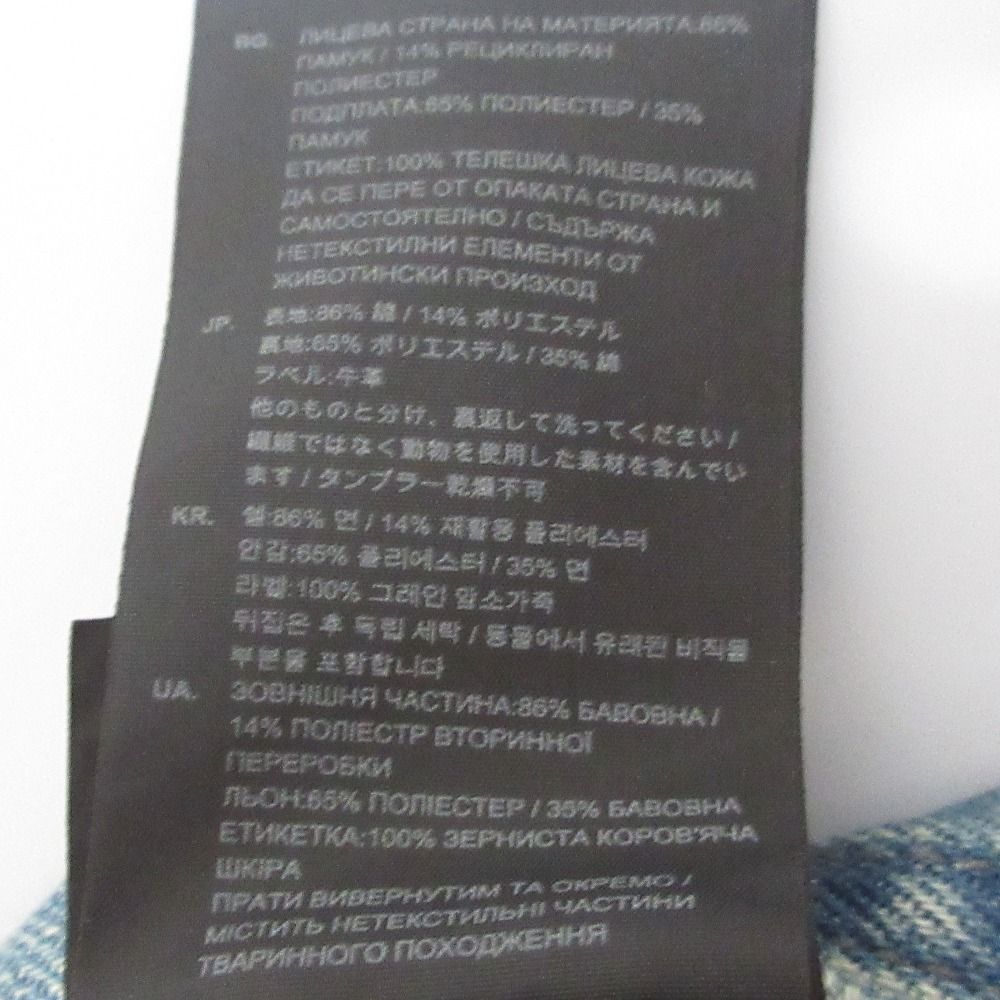 BG. ЛИЦЕВА СТРАНА НА МАТЕРИЯТА:86%
ПАМУК / 14% РЕЦИКЛИРАН
ПОЛИЕСТЕР
ПОДПЛАТА:65% ПОЛИЕСТЕР / 35%
ПАМУК
ЕТИКЕТ:100% ТЕЛЕШКА ЛИЦЕВА КОЖА
ДА СЕ ПЕРЕ ОТ ОПАКАТА СТРАНА И
САМОСТОЯТЕЛНО / СЪДЪРЖА
НЕТЕКСТИЛНИ ЕЛЕМЕНТИ ОТ
ЖИВОТИНСКИ ПРОИЗХОД
JP. 表地:86% 綿 / 14% ポリエステル
裏地:65% ポリエステル / 35% 綿
ラベル:牛革
他のものと分け、裏返して洗ってください /
繊維ではなく動物を使用した素材を含んでい
ます / タンブラー乾燥不可
KR. 쉘:86% 면 / 14% 재활용 폴리에스터
안감:65% 폴리에스터 / 35% 면
라벨:100% 그레인 암소가죽
뒤집은 후 독립 세탁 / 동물에서 유래된 비직물
부분을 포함합니다
UA. ЗОВНІШНЯ ЧАСТИНА:86% БАВОВНА /
14% ПОЛІЕСТР ВТОРИННОЇ
ПЕРЕРОБКИ
ЛЬОН:65% ПОЛІЕСТЕР / 35% БАВОВНА
ЕТИКЕТКА:100% ЗЕРНИСТА КОРОВ'ЯЧА
ШКІРА
ПРАТИ ВИВЕРНУТИМ ТА ОКРЕМО /
МІСТИТЬ НЕТЕКСТИЛЬНІ ЧАСТИНИ
ТВАРИННОГО ПОХОДЖЕННЯ